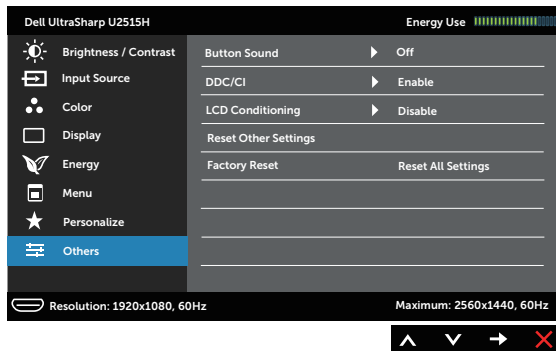 Dell UltraSharp U2515H Energy Use
Brightness / Contrast Button Sound Off
Input Source DDC/CI Enable
Color LCD Conditioning Disable
Display Reset Other Settings
Energy Factory Reset Reset All Settings
Menu
Personalize
Others
Resolution: 1920x1080, 60Hz Maximum: 2560x1440, 60Hz